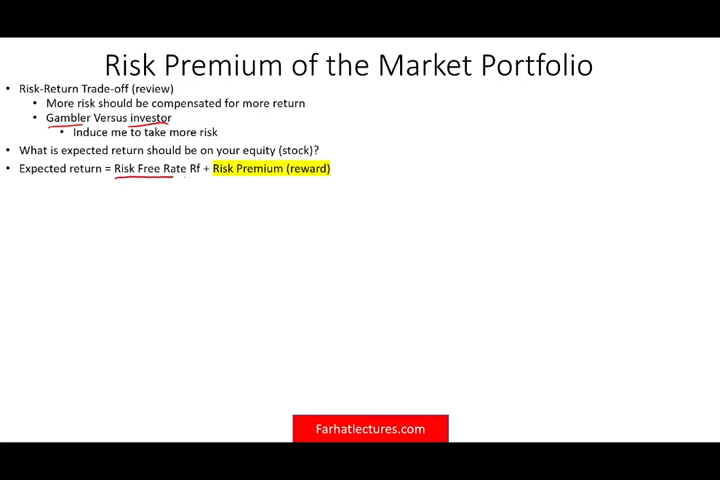 Risk Premium of the Market Portfolio
• Risk-Return Trade-off (review)
• More risk should be compensated for more return
• Gambler Versus investor
• Induce me to take more risk
• What is expected return should be on your equity (stock)?
• Expected return = Risk Free Rate Rf + Risk Premium (reward)
Farhatlectures.com